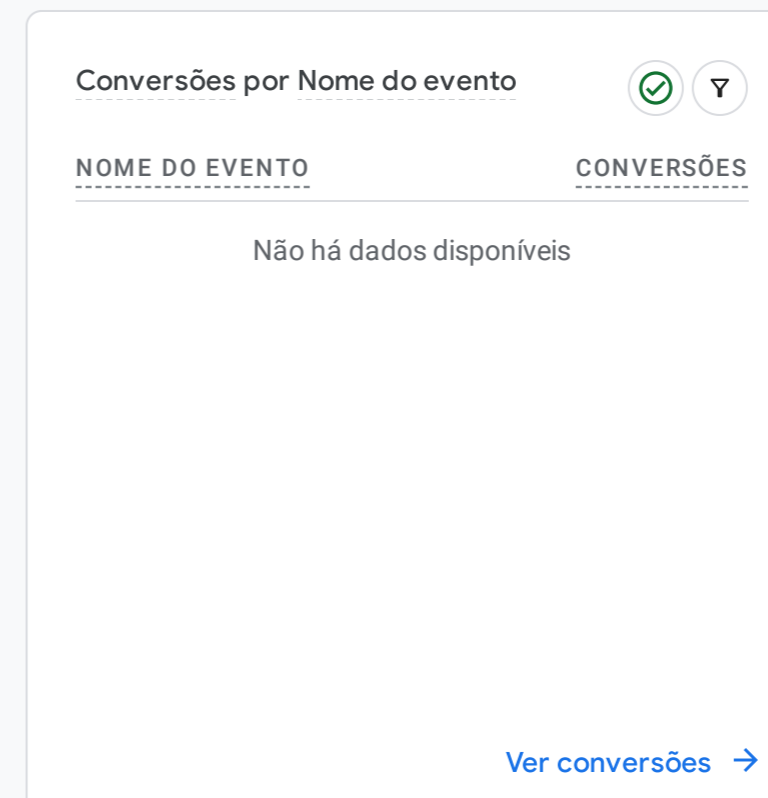 Conversões por Nome do evento
NOME DO EVENTO CONVERSÕES
Não há dados disponíveis
Ver conversões